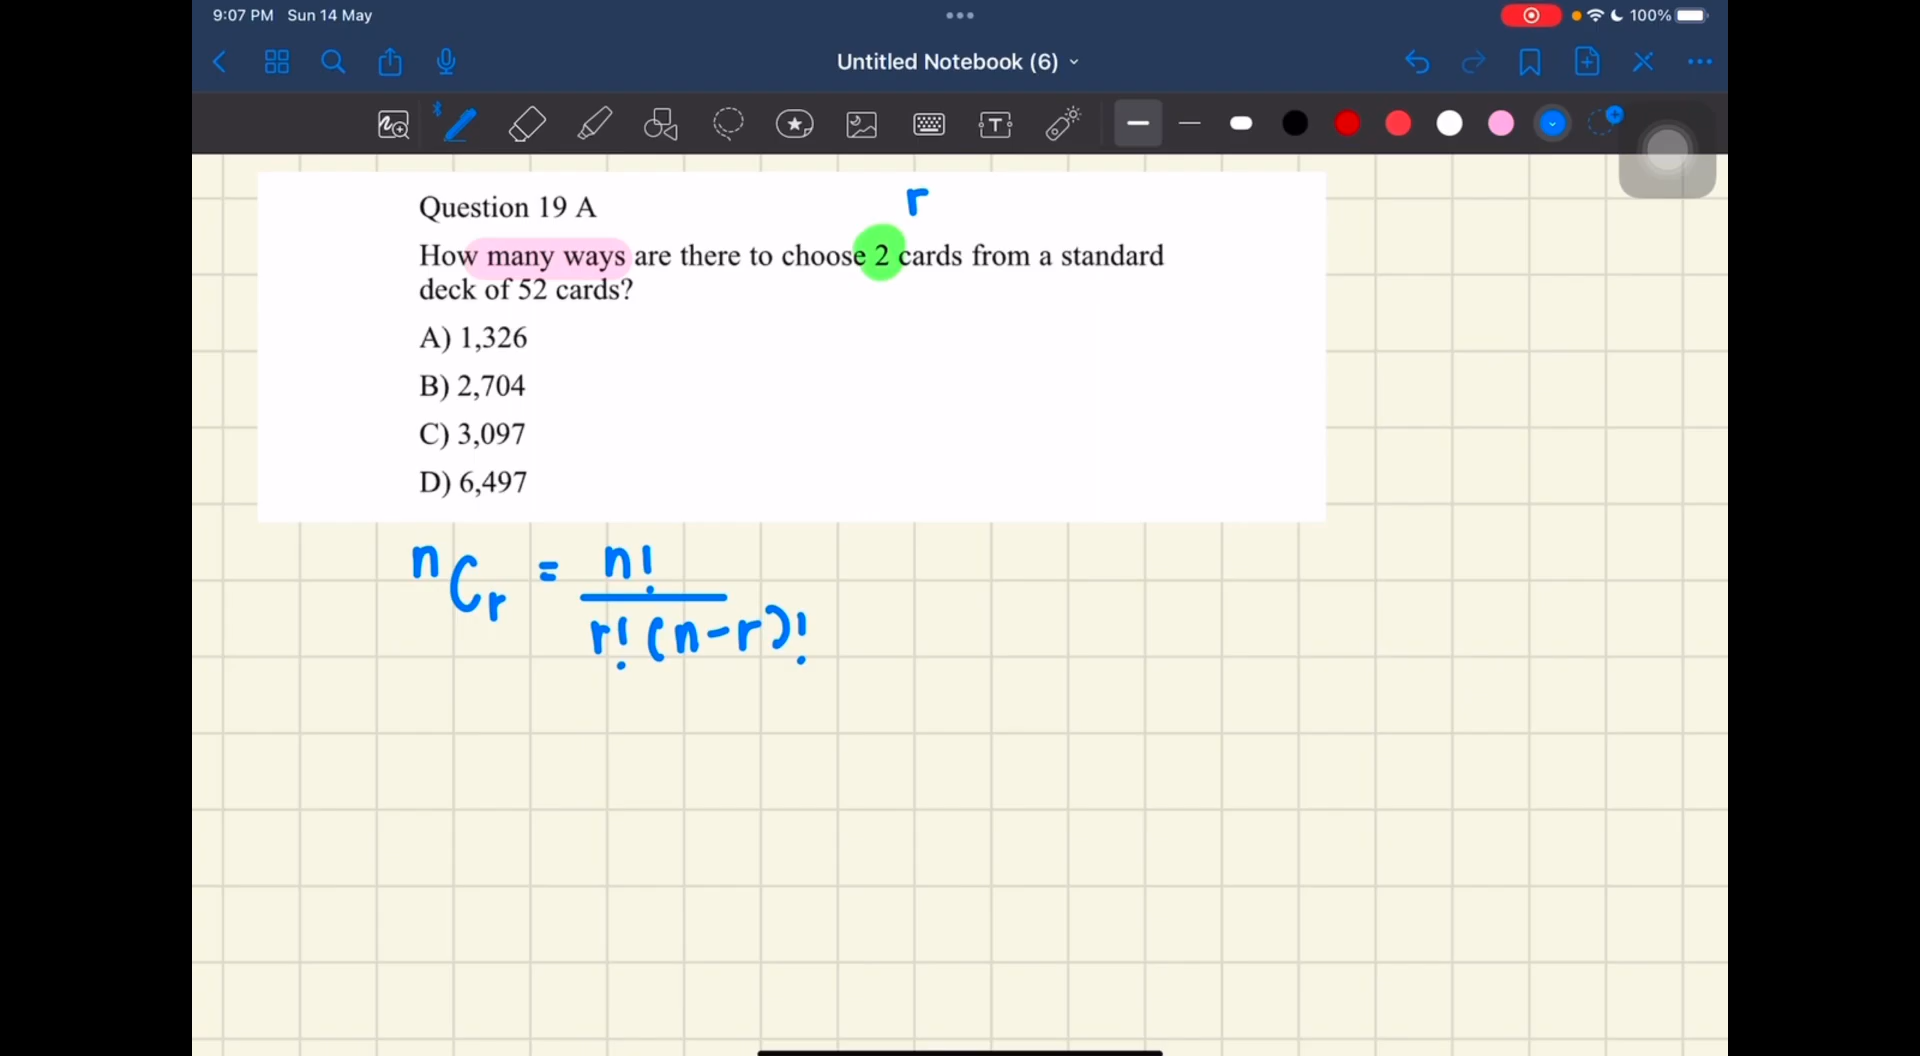 9:07 PM Sun 14 May
100%
Untitled Notebook (6)
Question 19 A
r
How many ways are there to choose 2 cards from a standard
deck of 52 cards?
A) 1,326
B) 2,704
C) 3,097
D) 6,497
nCr = n!
r!(n-r)!